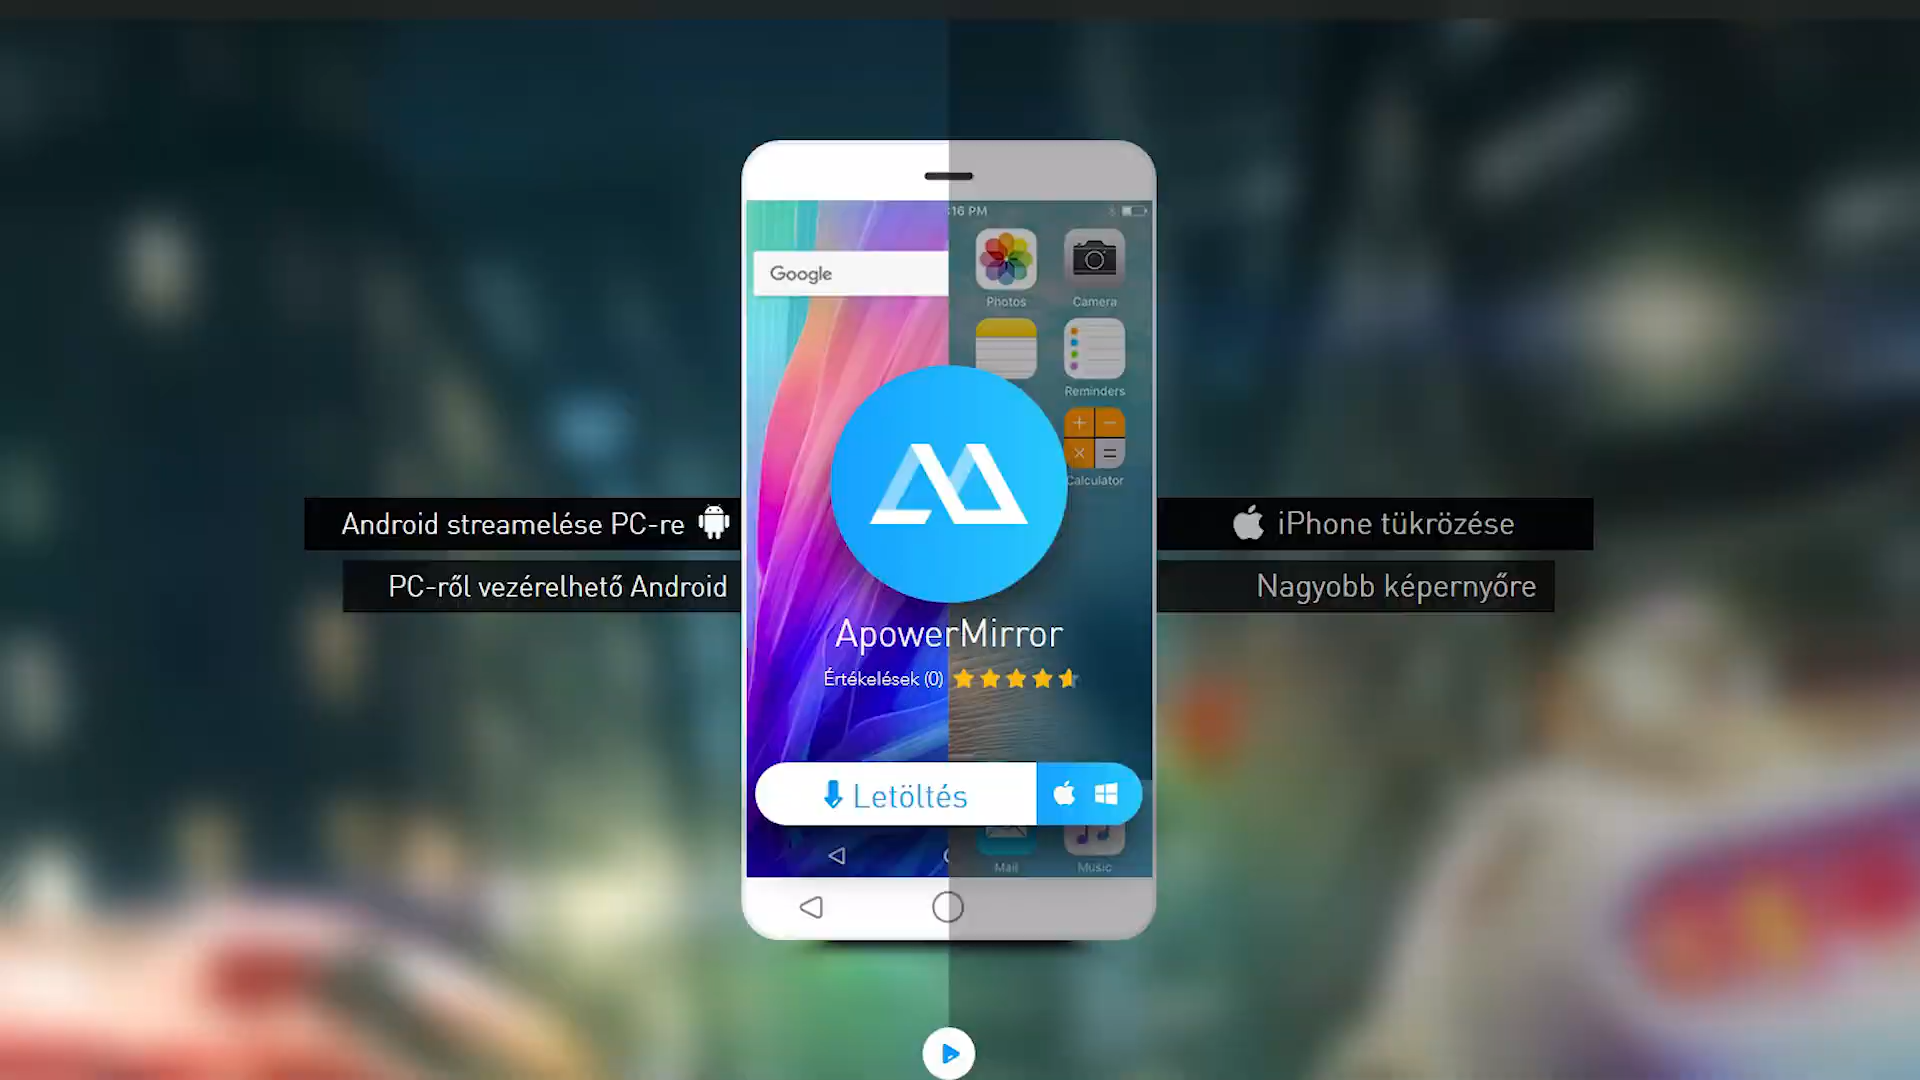 :16 PM
Google
Photos
Camera
Reminders
Calculator
Android streamelése PC-re
iPhone tükrözése
PC-ről vezérelhető Android
Nagyobb képernyőre
ApowerMirror
Értékelések (0)
Letöltés
Mail
Music